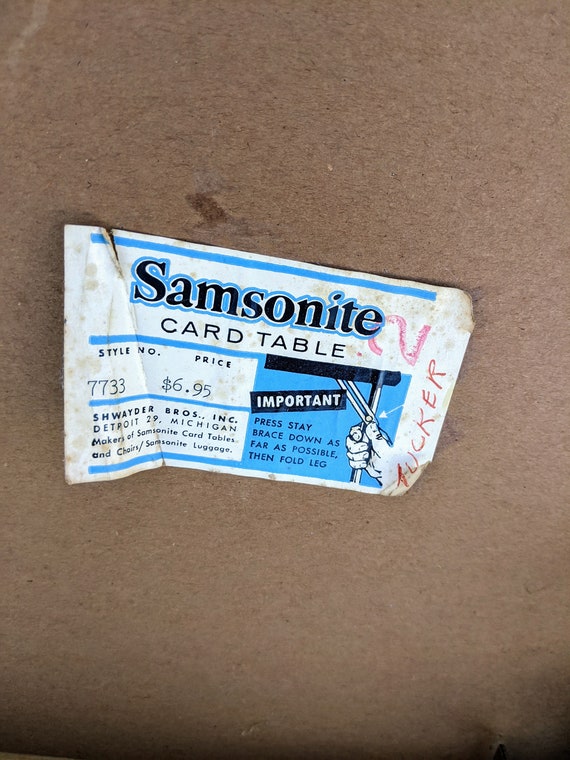 Samsonite
CARD TABLE
2
STYLE NO. PRICE
7733 $6.95
SHWAYDER BROS., INC.
DETROIT 29, MICHIGAN
Makers of Samsonite Card Tables
and Chairs/Samsonite Luggage.
IMPORTANT
PRESS STAY
BRACE DOWN AS
FAR AS POSSIBLE,
THEN FOLD LEG
TUCKER